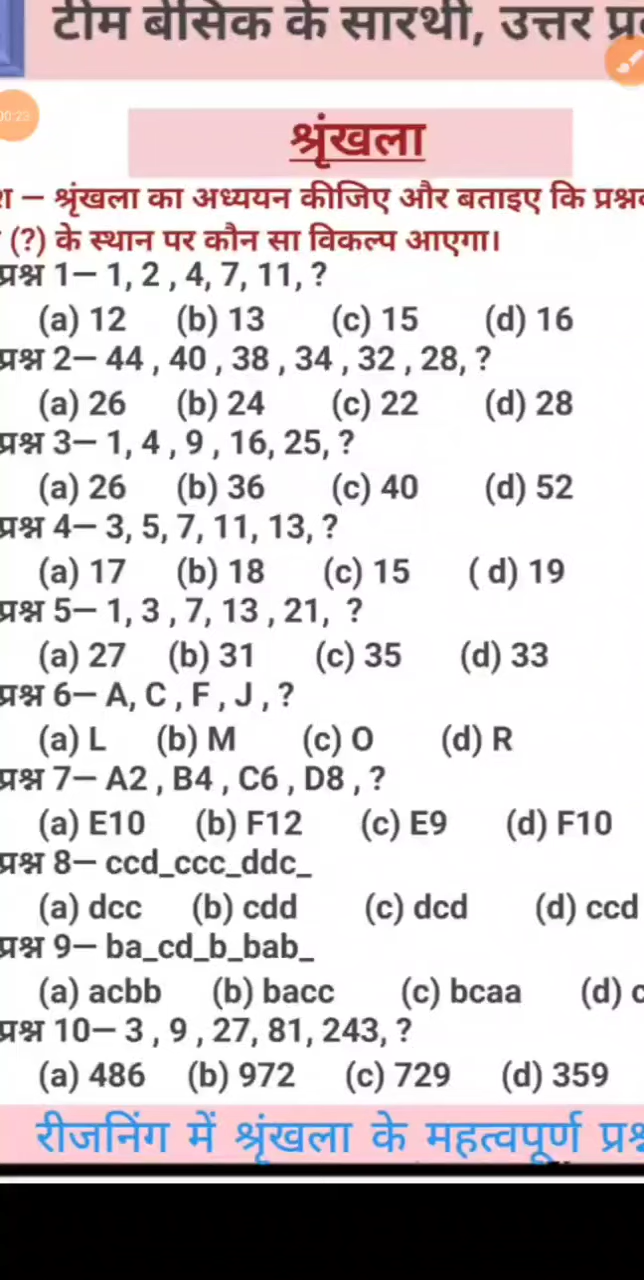 टीम बेसिक के सारथी, उत्तर
00:23
श्रृंखला
– श्रृंखला का अध्ययन कीजिए और बताइए कि
(?) के स्थान पर कौन सा विकल्प आएगा।
प्रश्न 1– 1, 2 , 4, 7, 11, ?
(a) 12 (b) 13 (c) 15 (d) 16
प्रश्न 2– 44 , 40 , 38 , 34 , 32 , 28, ?
(a) 26 (b) 24 (c) 22 (d) 28
प्रश्न 3– 1, 4 , 9 , 16, 25, ?
(a) 26 (b) 36 (c) 40 (d) 52
प्रश्न 4– 3, 5, 7, 11, 13, ?
(a) 17 (b) 18 (c) 15 ( d) 19
प्रश्न 5– 1, 3 , 7, 13 , 21, ?
(a) 27 (b) 31 (c) 35 (d) 33
प्रश्न 6– A, C , F , J , ?
(a) L (b) M (c) O (d) R
प्रश्न 7– A2 , B4 , C6 , D8 , ?
(a) E10 (b) F12 (c) E9 (d) F10
प्रश्न 8– ccd_ccc_ddc_
(a) dcc (b) cdd (c) dcd (d) ccd
प्रश्न 9– ba_cd_b_bab_
(a) acbb (b) bacc (c) bcaa (d)
प्रश्न 10– 3 , 9 , 27, 81, 243, ?
(a) 486 (b) 972 (c) 729 (d) 359
रीजनिंग में श्रृंखला के महत्वपूर्ण